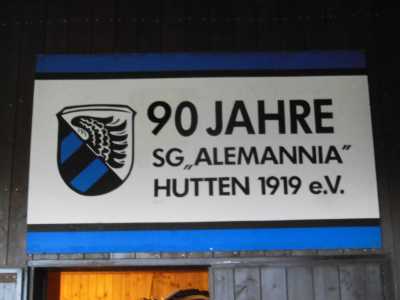 90 JAHRE
SG „ALEMANNIA"
HUTTEN 1919 e.V.